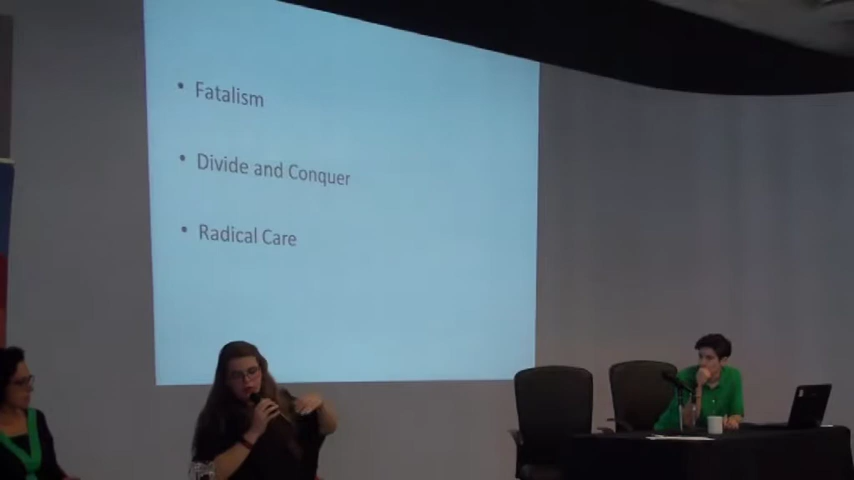 • Fatalism
• Divide and Conquer
• Radical Care